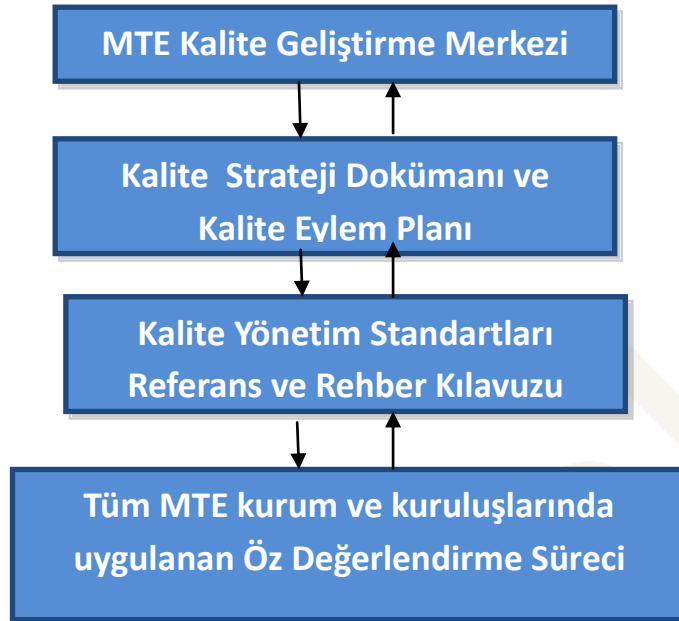 MTE Kalite Geliştirme Merkezi
Kalite Strateji Dokümanı ve
Kalite Eylem Planı
Kalite Yönetim Standartları
Referans ve Rehber Kılavuzu
Tüm MTE kurum ve kuruluşlarında
uygulanan Öz Değerlendirme Süreci